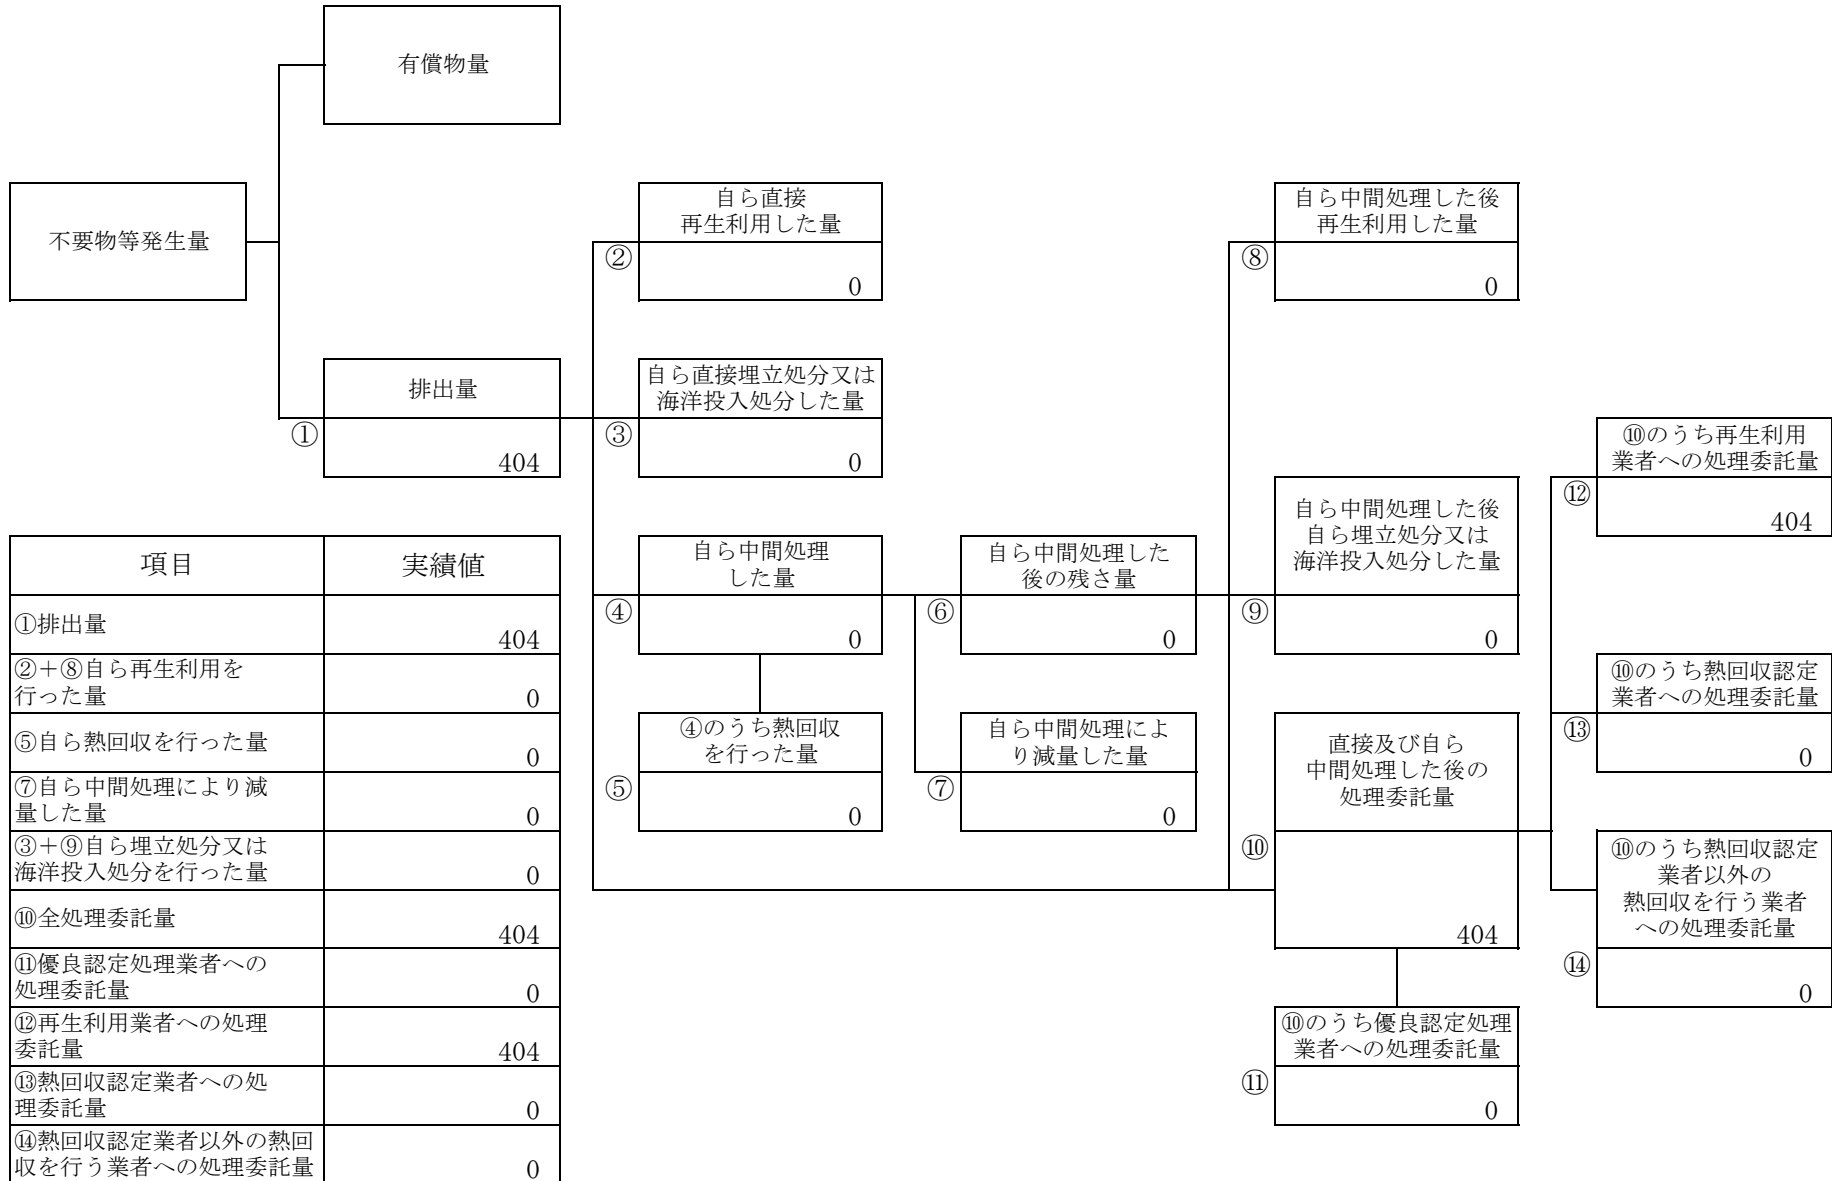 有償物量
不要物等発生量
排出量
①
404
自ら直接
再生利用した量
②
0
自ら直接埋立処分又は
海洋投入処分した量
③
0
自ら中間処理
した量
④
0
④のうち熱回収
を行った量
⑤
0
自ら中間処理した
後の残さ量
⑥
0
自ら中間処理によ
り減量した量
⑦
0
自ら中間処理した後
再生利用した量
⑧
0
自ら中間処理した後
自ら埋立処分又は
海洋投入処分した量
⑨
0
直接及び自ら
中間処理した後の
処理委託量
⑩
404
⑩のうち優良認定処理
業者への処理委託量
⑪
0
⑩のうち再生利用
業者への処理委託量
⑫
404
⑩のうち熱回収認定
業者への処理委託量
⑬
0
⑩のうち熱回収認定
業者以外の
熱回収を行う業者
への処理委託量
⑭
0
項目 実績値
①排出量
404
②＋⑧自ら再生利用を
行った量 0
⑤自ら熱回収を行った量
0
⑦自ら中間処理により減
量した量 0
③＋⑨自ら埋立処分又は
海洋投入処分を行った量 0
⑩全処理委託量
404
⑪優良認定処理業者への
処理委託量 0
⑫再生利用業者への処理
委託量 404
⑬熱回収認定業者への処
理委託量 0
⑭熱回収認定業者以外の熱回
収を行う業者への処理委託量 0